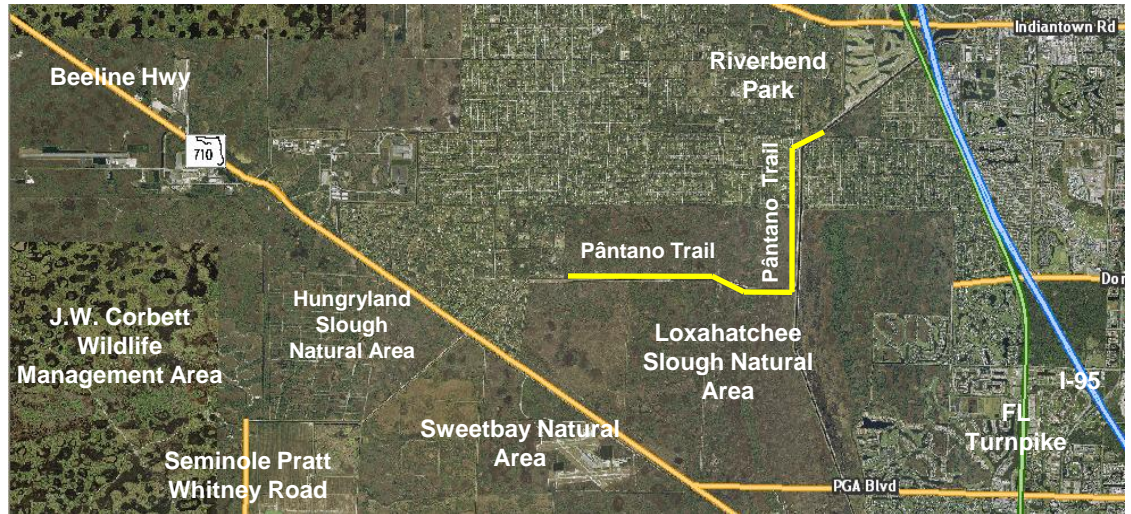 Indiantown Rd
Riverbend
Park
Beeline Hwy
710
Pântano Trail
Pântano Trail
Hungryland
Slough
Natural Area
J.W. Corbett
Wildlife
Management Area
Loxahatchee
Slough Natural
Area
I-95
FL
Turnpike
Sweetbay Natural
Area
Seminole Pratt
Whitney Road
PGA Blvd